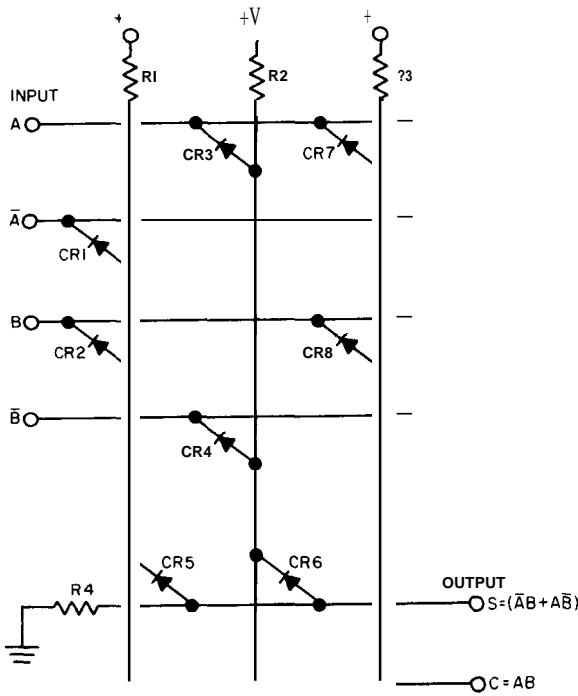 + +V +
R1 R2 ?3
INPUT
A
CR3 CR7
Ā
CR1
B
CR2 CR8
B̄
CR4
CR5 CR6
R4
OUTPUT
S=(ĀB+AB̄)
C=AB